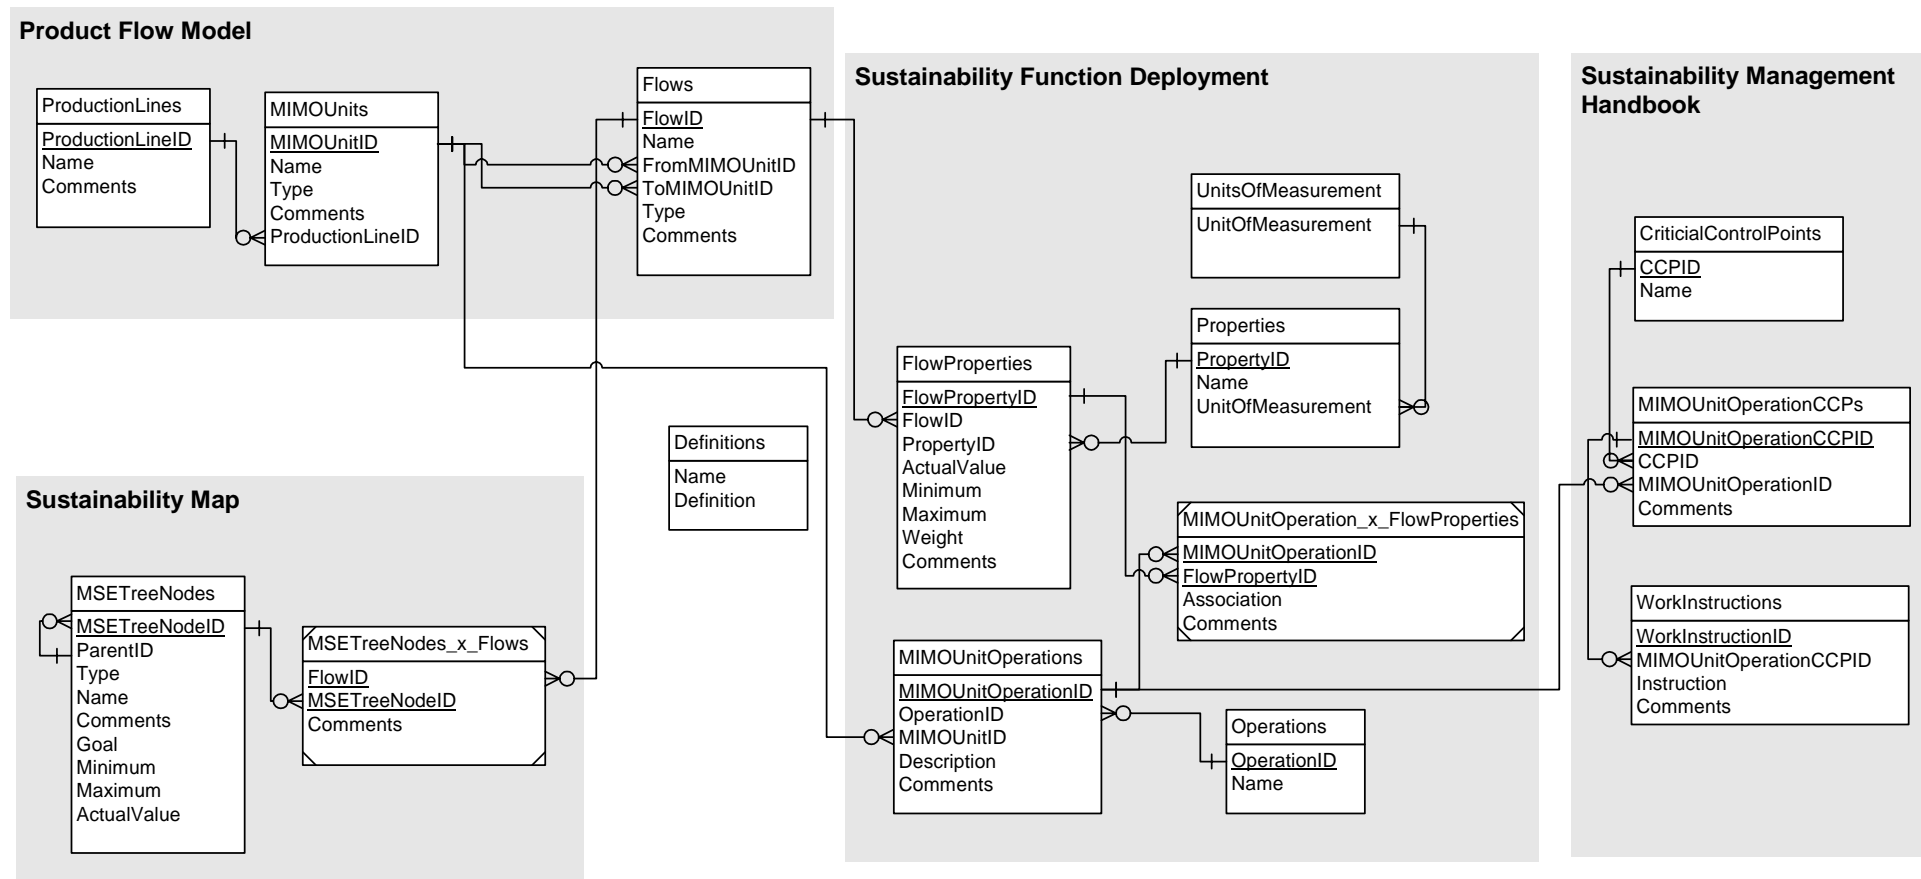 Product Flow Model
ProductionLines
ProductionLineID
Name
Comments
MIMOUnits
MIMOUnitID
Name
Type
Comments
ProductionLineID
Flows
FlowID
Name
FromMIMOUnitID
ToMIMOUnitID
Type
Comments
Sustainability Map
MSETreeNodes
MSETreeNodeID
ParentID
Type
Name
Comments
Goal
Minimum
Maximum
ActualValue
MSETreeNodes_x_Flows
FlowID
MSETreeNodeID
Comments
Definitions
Name
Definition
Sustainability Function Deployment
UnitsOfMeasurement
UnitOfMeasurement
Properties
PropertyID
Name
UnitOfMeasurement
FlowProperties
FlowPropertyID
FlowID
PropertyID
ActualValue
Minimum
Maximum
Weight
Comments
MIMOUnitOperation_x_FlowProperties
MIMOUnitOperationID
FlowPropertyID
Association
Comments
MIMOUnitOperations
MIMOUnitOperationID
OperationID
MIMOUnitID
Description
Comments
Operations
OperationID
Name
Sustainability Management
Handbook
CriticialControlPoints
CCPID
Name
MIMOUnitOperationCCPs
MIMOUnitOperationCCPID
CCPID
MIMOUnitOperationID
Comments
WorkInstructions
WorkInstructionID
MIMOUnitOperationCCPID
Instruction
Comments